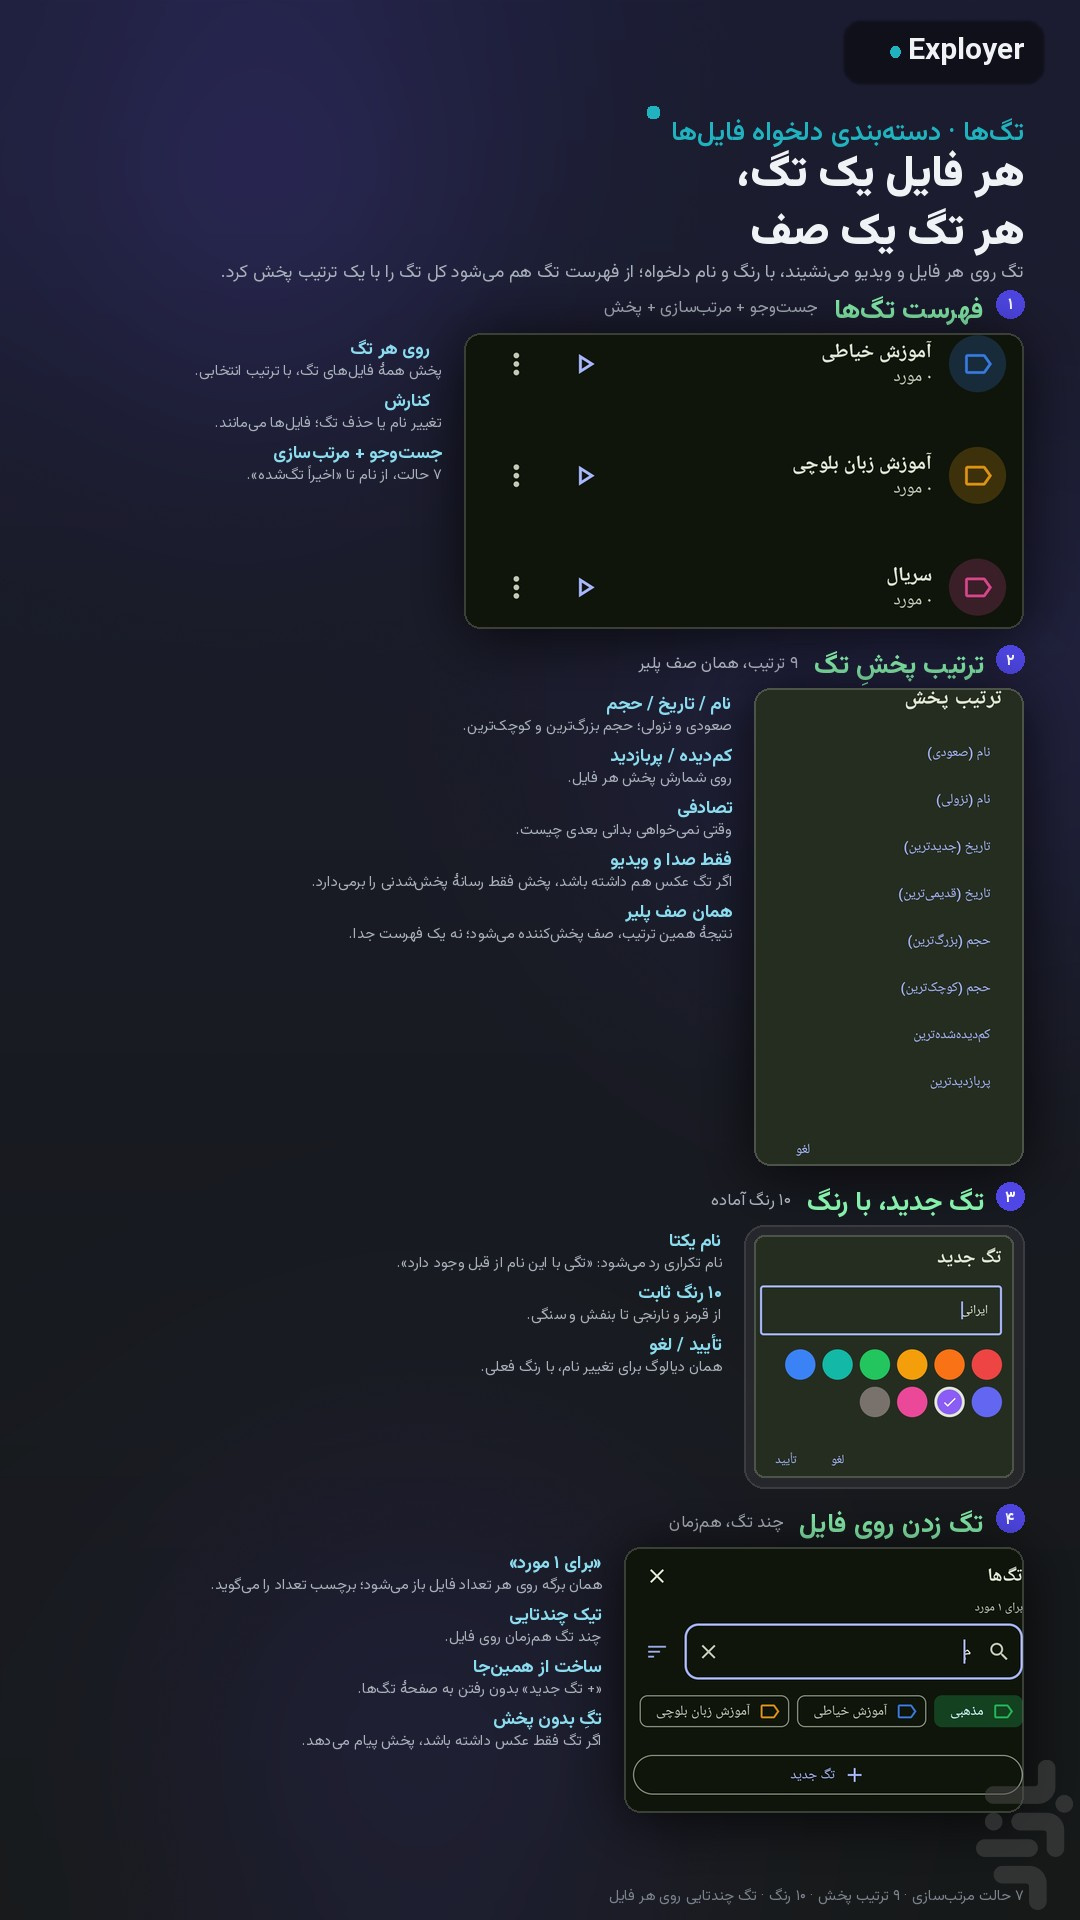 Exployer
تگ‌ها · دسته‌بندی دلخواه فایل‌ها
هر فایل یک تگ،
هر تگ یک صف
تگ روی هر فایل و ویدیو می‌نشیند، با رنگ و نام دلخواه؛ از فهرست تگ هم می‌شود کل تگ را با یک ترتیب پخش کرد.
۱ فهرست تگ‌ها جست‌وجو + مرتب‌سازی + پخش
آموزش خیاطی
۰ مورد
آموزش زبان بلوچی
۰ مورد
سریال
۰ مورد
روی هر تگ
پخش همهٔ فایل‌های تگ، با ترتیب انتخابی.
کنارش
تغییر نام یا حذف تگ؛ فایل‌ها می‌مانند.
جست‌وجو + مرتب‌سازی
۷ حالت، از نام تا «اخیراً تگ‌شده».
۲ ترتیب پخشِ تگ ۹ ترتیب، همان صف پلیر
ترتیب پخش
نام (صعودی)
نام (نزولی)
تاریخ (جدیدترین)
تاریخ (قدیمی‌ترین)
حجم (بزرگ‌ترین)
حجم (کوچک‌ترین)
کم‌دیده‌شده‌ترین
پربازدیدترین
لغو
نام / تاریخ / حجم
صعودی و نزولی؛ حجم بزرگ‌ترین و کوچک‌ترین.
کم‌دیده / پربازدید
روی شمارش پخش هر فایل.
تصادفی
وقتی نمی‌خواهی بدانی بعدی چیست.
فقط صدا و ویدیو
اگر تگ عکس هم داشته باشد، پخش فقط رسانهٔ پخش‌شدنی را برمی‌دارد.
همان صف پلیر
نتیجهٔ همین ترتیب، صف پخش‌کننده می‌شود؛ نه یک فهرست جدا.
۳ تگ جدید، با رنگ ۱۰ رنگ آماده
تگ جدید
ایرانی
لغو تأیید
نام یکتا
نام تکراری رد می‌شود: «تگی با این نام از قبل وجود دارد».
۱۰ رنگ ثابت
از قرمز و نارنجی تا بنفش و سنگی.
تأیید / لغو
همان دیالوگ برای تغییر نام، با رنگ فعلی.
۴ تگ زدن روی فایل چند تگ، هم‌زمان
تگ‌ها
برای ۱ مورد
مذهبی آموزش خیاطی آموزش زبان بلوچی
+ تگ جدید
«برای ۱ مورد»
همان برگه روی هر تعداد فایل باز می‌شود؛ برچسب تعداد را می‌گوید.
تیک چندتایی
چند تگ هم‌زمان روی فایل.
ساخت از همین‌جا
«+ تگ جدید» بدون رفتن به صفحهٔ تگ‌ها.
تگِ بدون پخش
اگر تگ فقط عکس داشته باشد، پخش پیام می‌دهد.
۷ حالت مرتب‌سازی · ۹ ترتیب پخش · ۱۰ رنگ · تگ چندتایی روی هر فایل